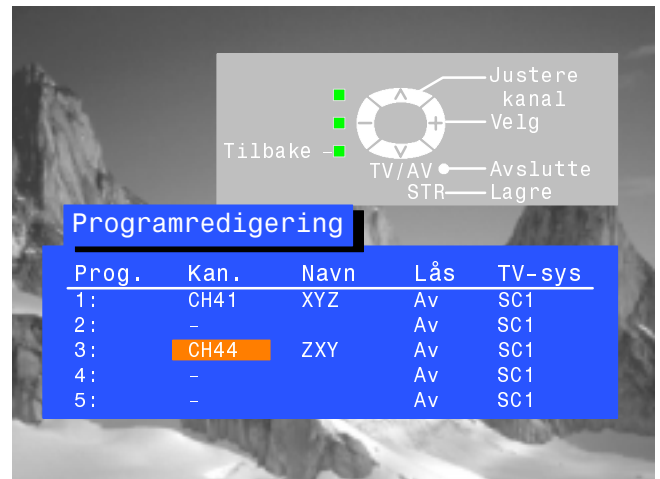 Justere
kanal
Velg
Tilbake
TV/AV Avslutte
STR Lagre
Programredigering
Prog. Kan. Navn Lås TV-sys
1: CH41 XYZ Av SC1
2: – Av SC1
3: CH44 ZXY Av SC1
4: – Av SC1
5: – Av SC1